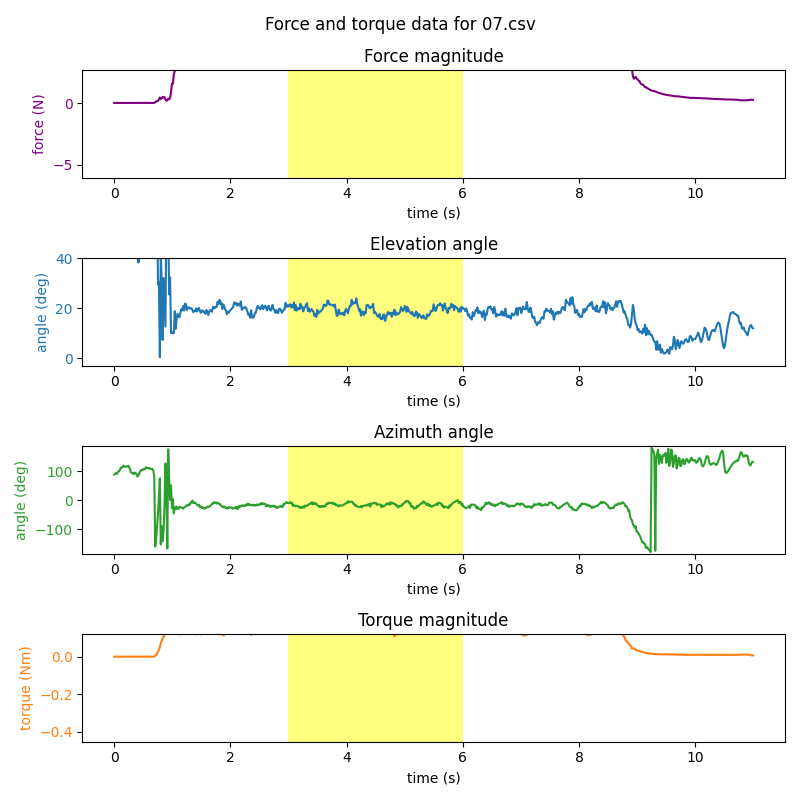 Force and torque data for 07.csv
Force magnitude
force (N)
0
−5
0 2 4 6 8 10
time (s)
Elevation angle
angle (deg)
40
20
0
0 2 4 6 8 10
time (s)
Azimuth angle
angle (deg)
100
0
−100
0 2 4 6 8 10
time (s)
Torque magnitude
torque (Nm)
0.0
−0.2
−0.4
0 2 4 6 8 10
time (s)